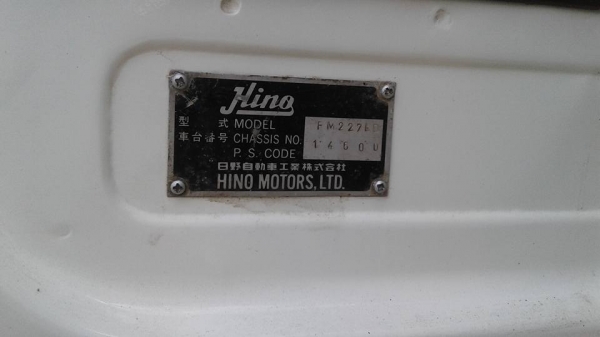 Hino
型 式 MODEL
車台番号 CHASSIS NO.
P. S. CODE
日野自動車工業株式会社
HINO MOTORS, LTD.